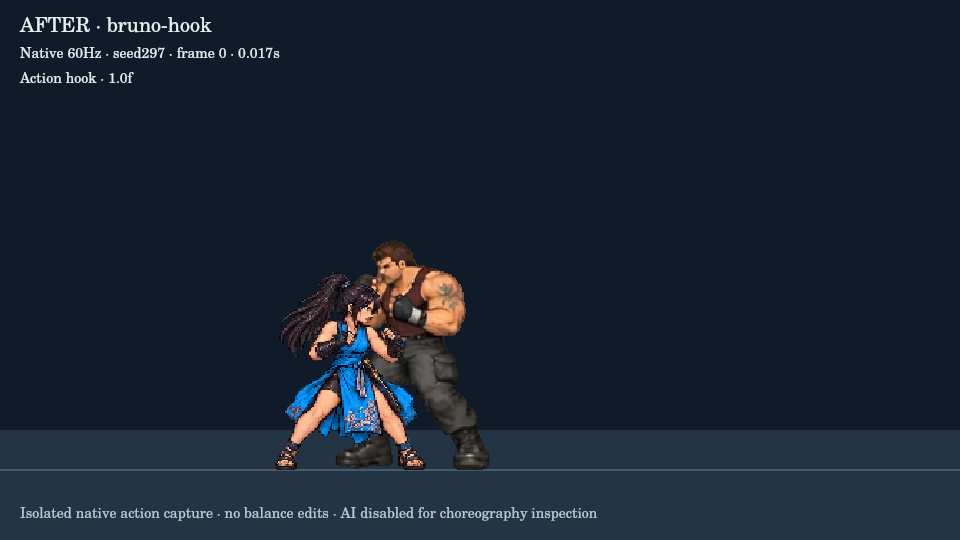 AFTER · bruno-hook
Native 60Hz · seed297 · frame 0 · 0.017s
Action hook · 1.0f
Isolated native action capture · no balance edits · AI disabled for choreography inspection